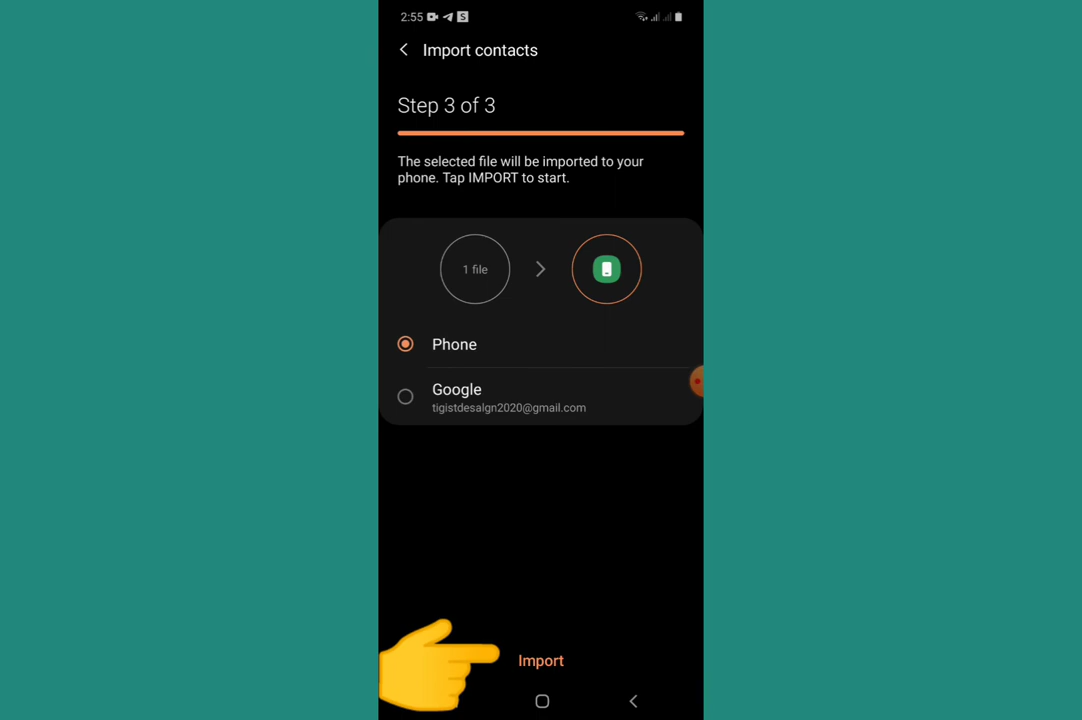 2:55
Import contacts
Step 3 of 3
The selected file will be imported to your
phone. Tap IMPORT to start.
1 file
Phone
Google
tigistdesalgn2020@gmail.com
Import